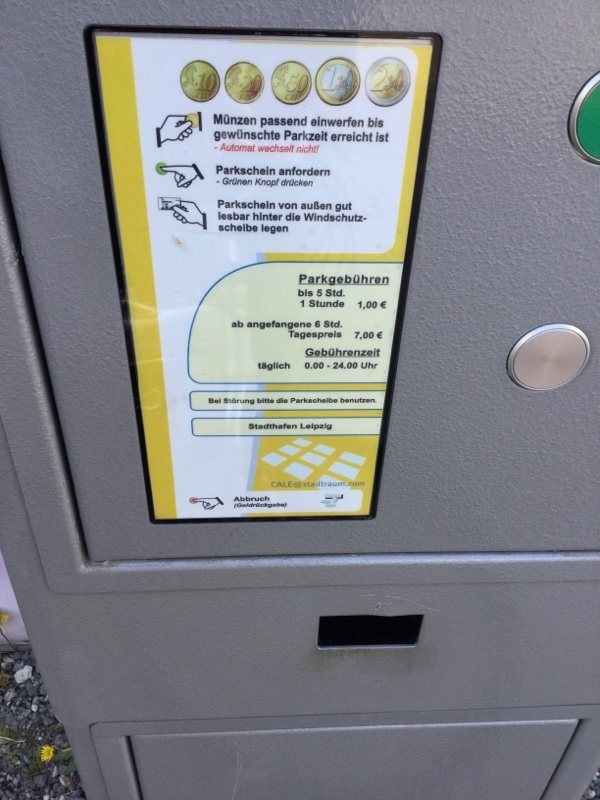 10 20 50 1 2
Münzen passend einwerfen bis
gewünschte Parkzeit erreicht ist
- Automat wechselt nicht!
Parkschein anfordern
- Grünen Knopf drücken
Parkschein von außen gut
lesbar hinter die Windschutz-
scheibe legen
Parkgebühren
bis 5 Std.
1 Stunde 1,00 €
ab angefangene 6 Std.
Tagespreis 7,00 €
Gebührenzeit
täglich 0.00 - 24.00 Uhr
Bei Störung bitte die Parkscheibe benutzen.
Stadthafen Leipzig
CALE@stadtraum.com
Abbruch
(Geldrückgabe)